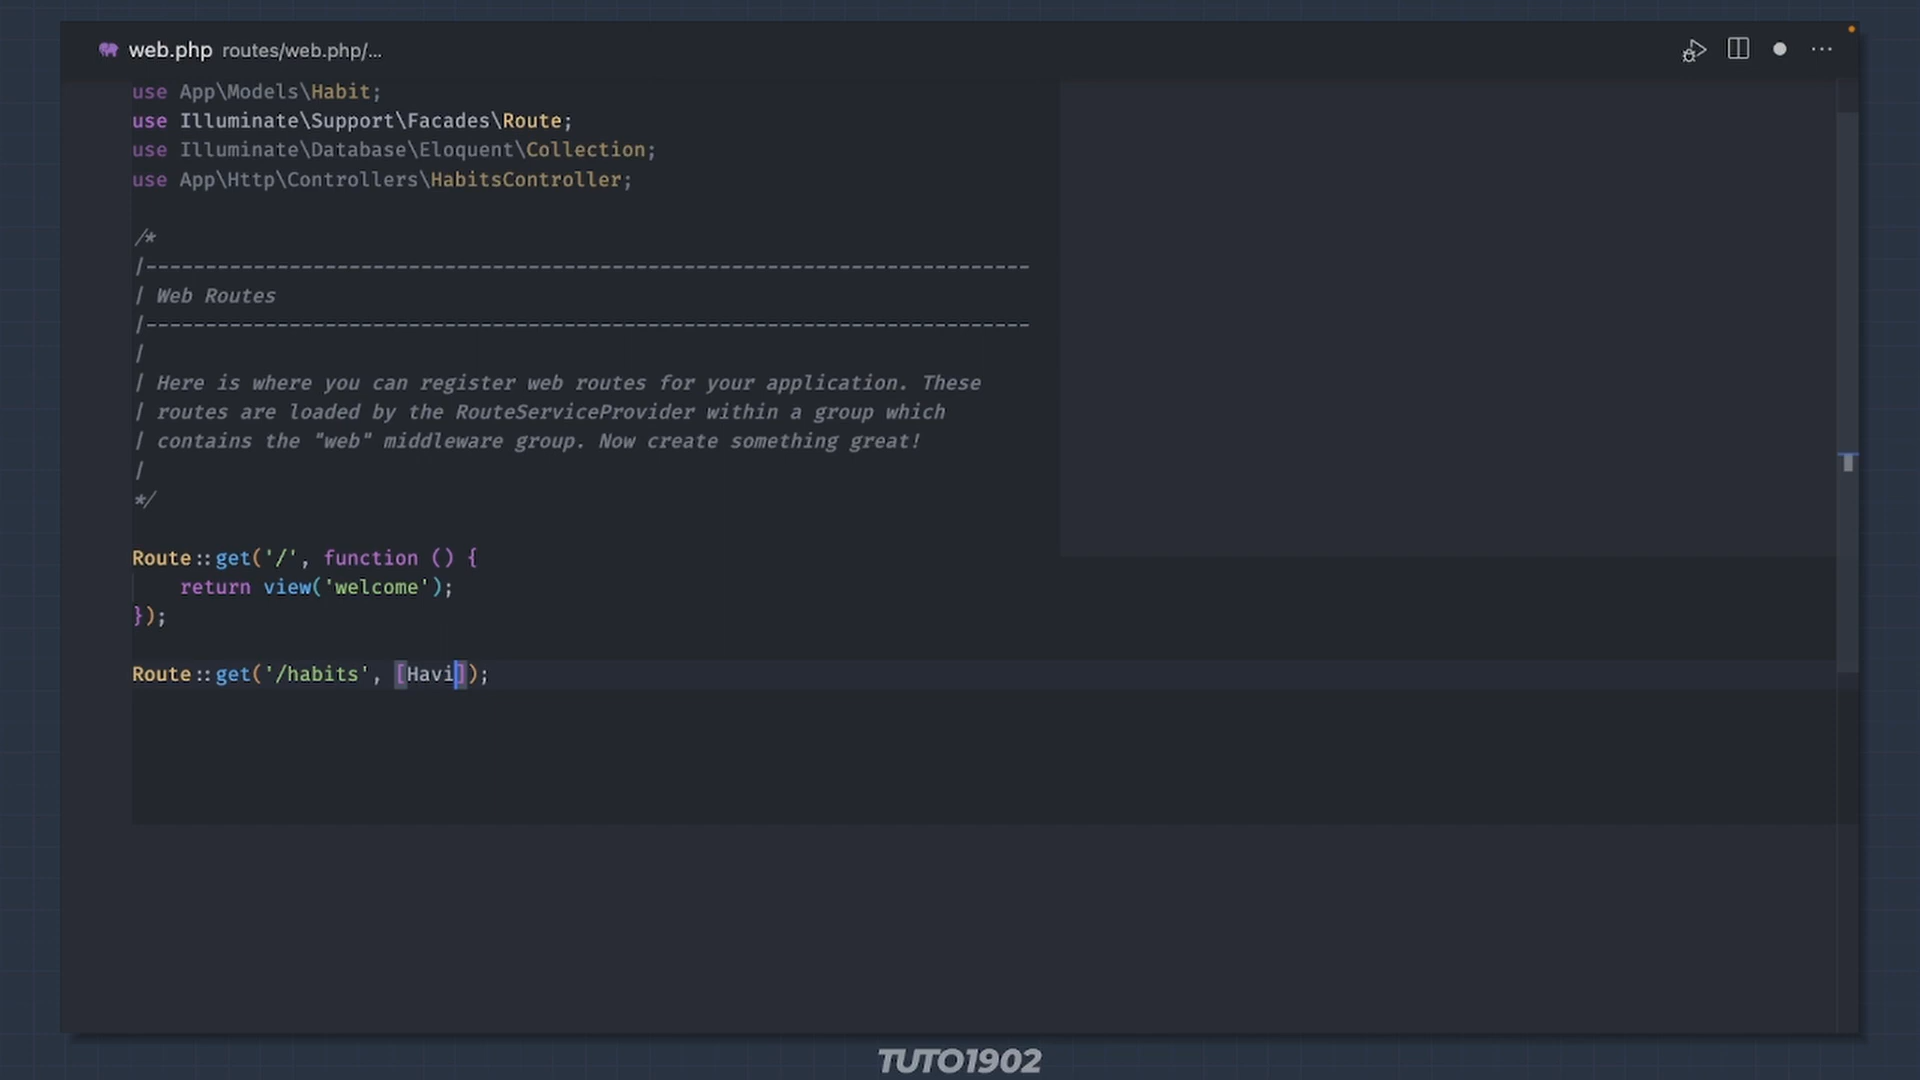 web.php routes/web.php/...
use App\Models\Habit;
use Illuminate\Support\Facades\Route;
use Illuminate\Database\Eloquent\Collection;
use App\Http\Controllers\HabitsController;
/*
|--------------------------------------------------------------------------
| Web Routes
|--------------------------------------------------------------------------
|
| Here is where you can register web routes for your application. These
| routes are loaded by the RouteServiceProvider within a group which
| contains the "web" middleware group. Now create something great!
|
*/
Route::get('/', function () {
    return view('welcome');
});
Route::get('/habits', [Havi]);
TUTO1902